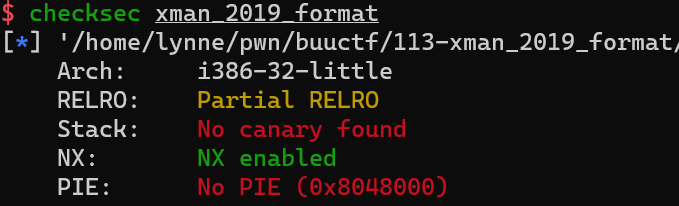 $ checksec xman_2019_format
[*] '/home/lynne/pwn/buuctf/113-xman_2019_format/
Arch: i386-32-little
RELRO: Partial RELRO
Stack: No canary found
NX: NX enabled
PIE: No PIE (0x8048000)